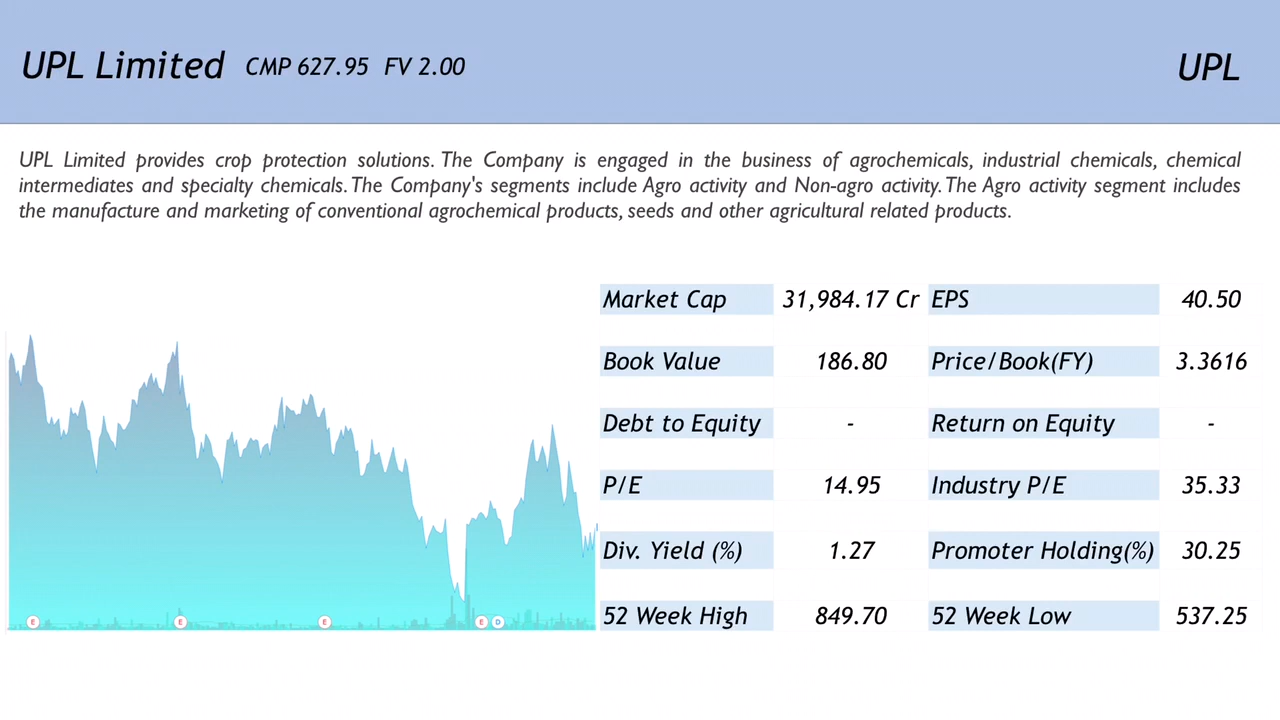 UPL Limited CMP 627.95 FV 2.00 UPL
UPL Limited provides crop protection solutions. The Company is engaged in the business of agrochemicals, industrial chemicals, chemical
intermediates and specialty chemicals. The Company's segments include Agro activity and Non-agro activity. The Agro activity segment includes
the manufacture and marketing of conventional agrochemical products, seeds and other agricultural related products.
Market Cap 31,984.17 Cr EPS 40.50
Book Value 186.80 Price/Book(FY) 3.3616
Debt to Equity - Return on Equity -
P/E 14.95 Industry P/E 35.33
Div. Yield (%) 1.27 Promoter Holding(%) 30.25
52 Week High 849.70 52 Week Low 537.25
E E E E D